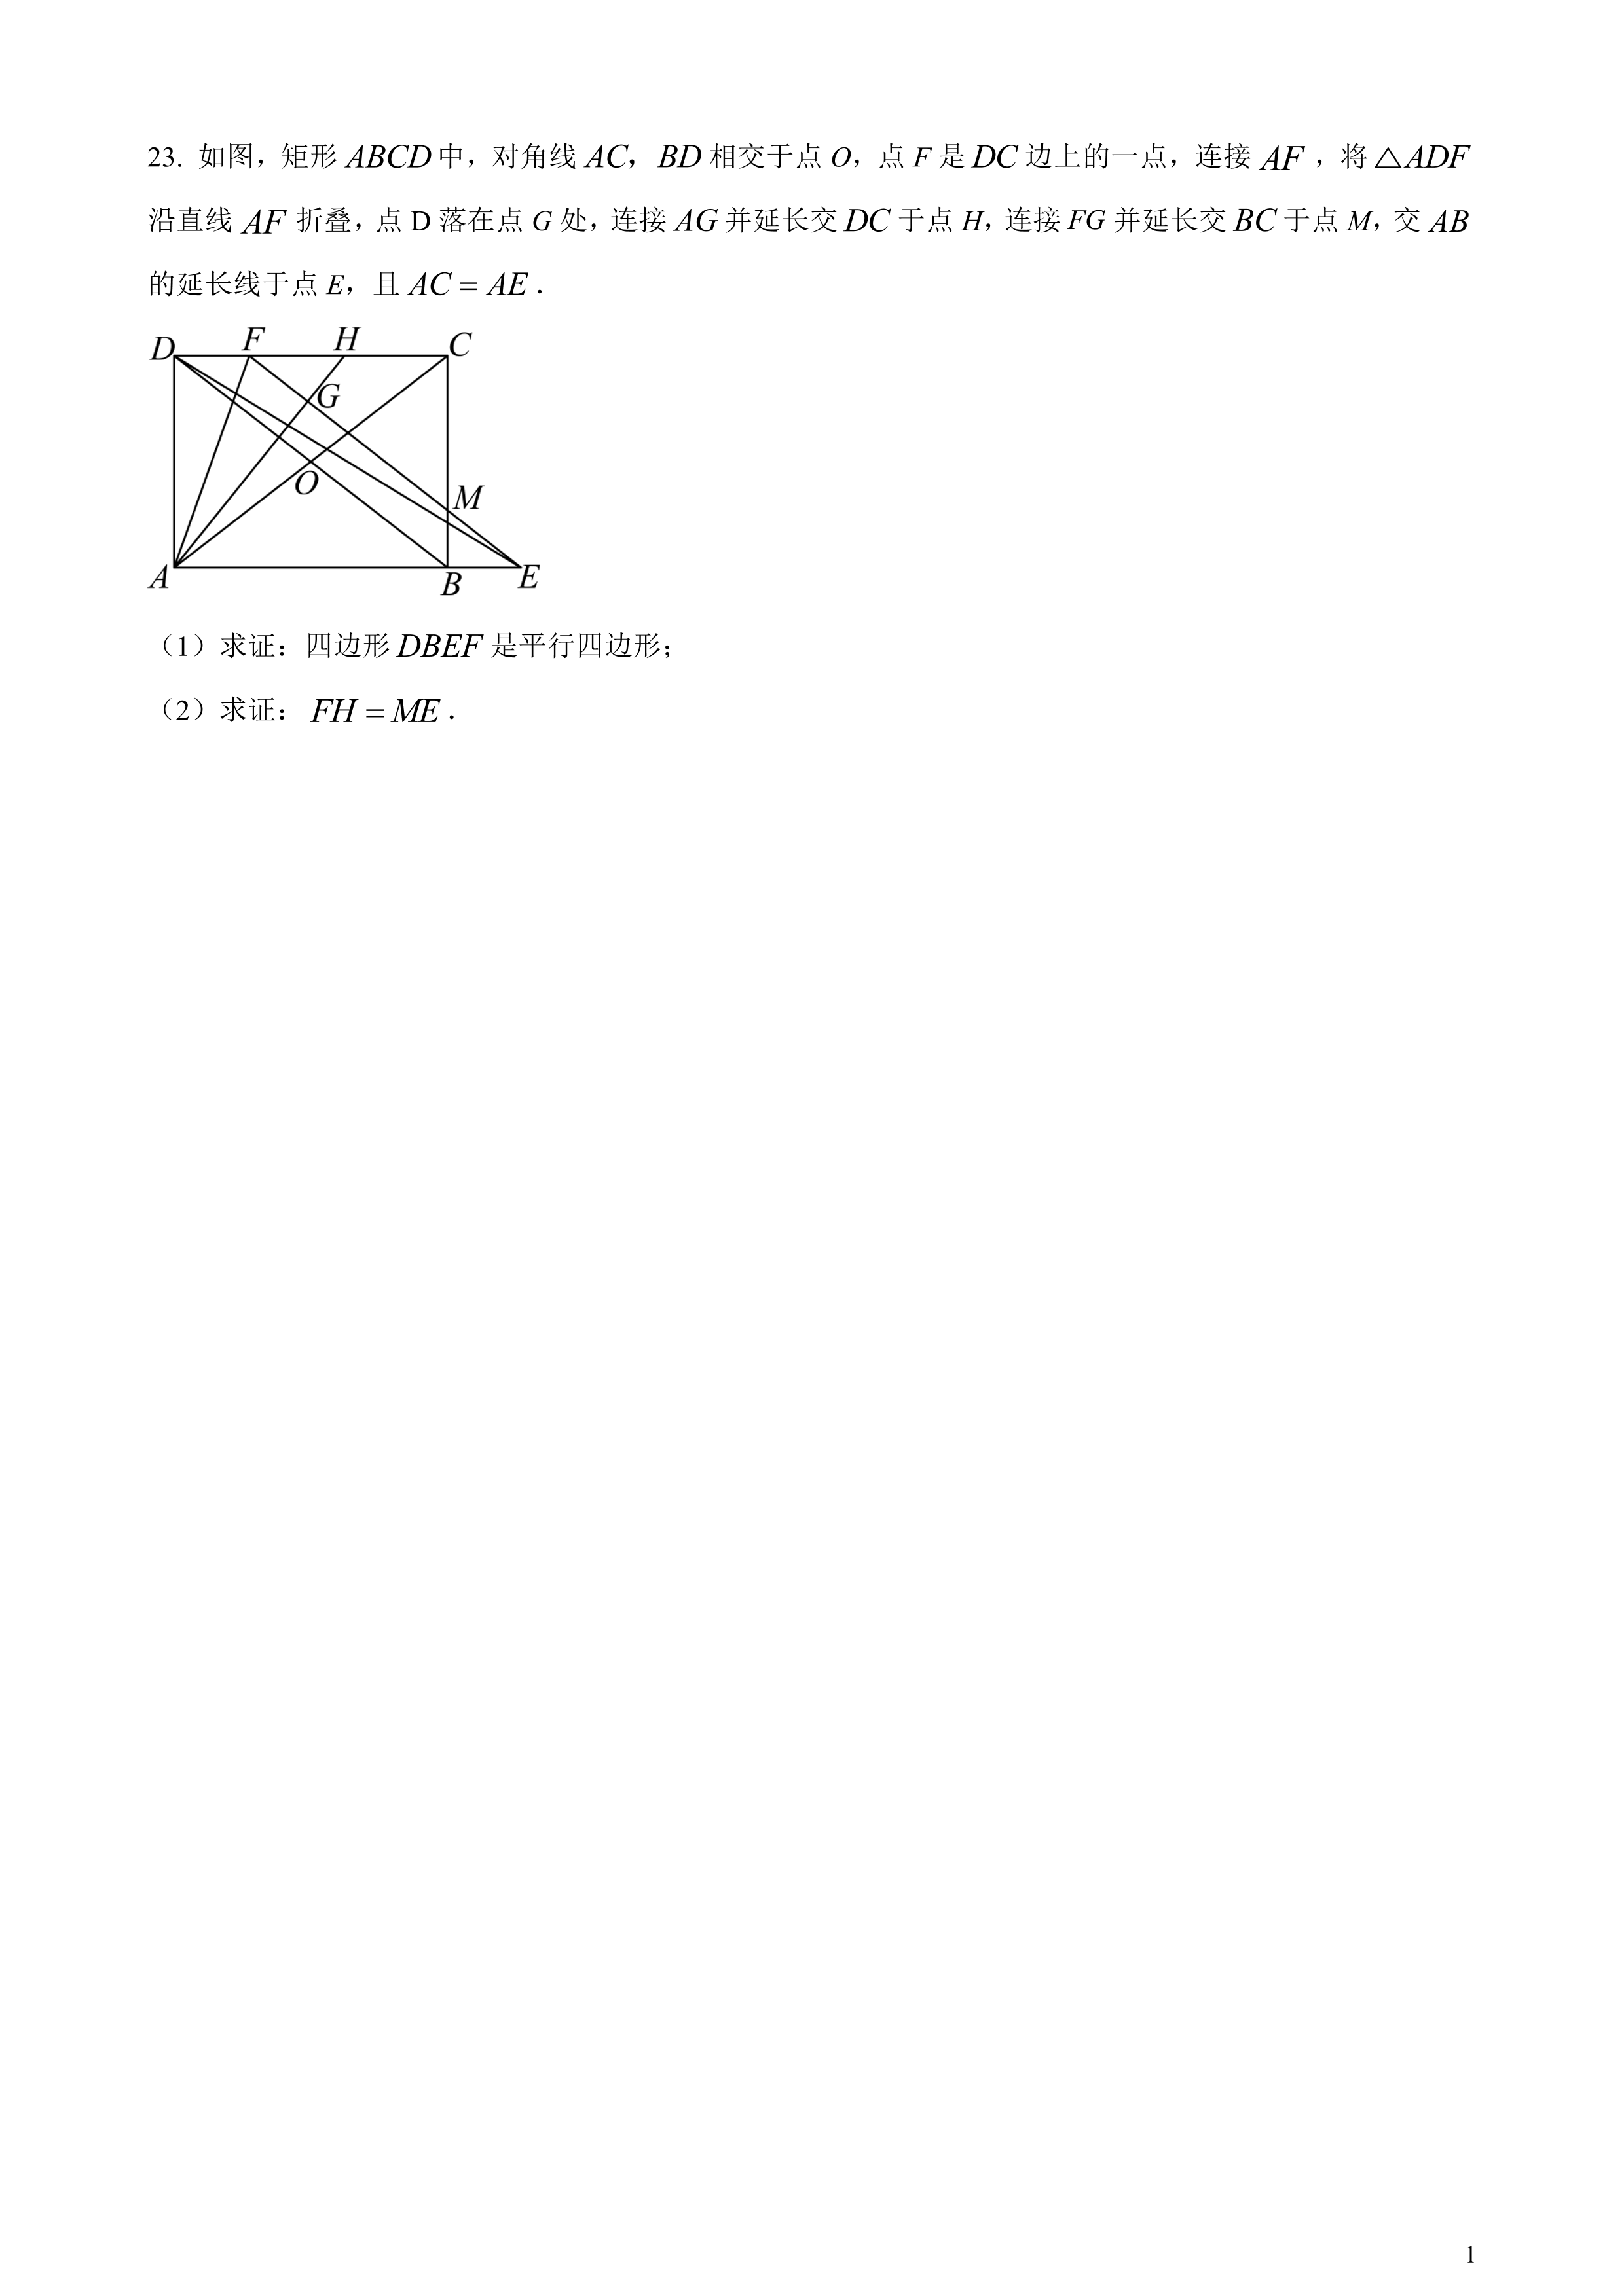 23. 如图，矩形 ABCD 中，对角线 AC，BD 相交于点 O，点 F 是 DC 边上的一点，连接 AF，将 △ADF
沿直线 AF 折叠，点 D 落在点 G 处，连接 AG 并延长交 DC 于点 H，连接 FG 并延长交 BC 于点 M，交 AB
的延长线于点 E，且 AC = AE．
D F H C
G
O M
A B E
（1）求证：四边形 DBEF 是平行四边形；
（2）求证：FH = ME．
1